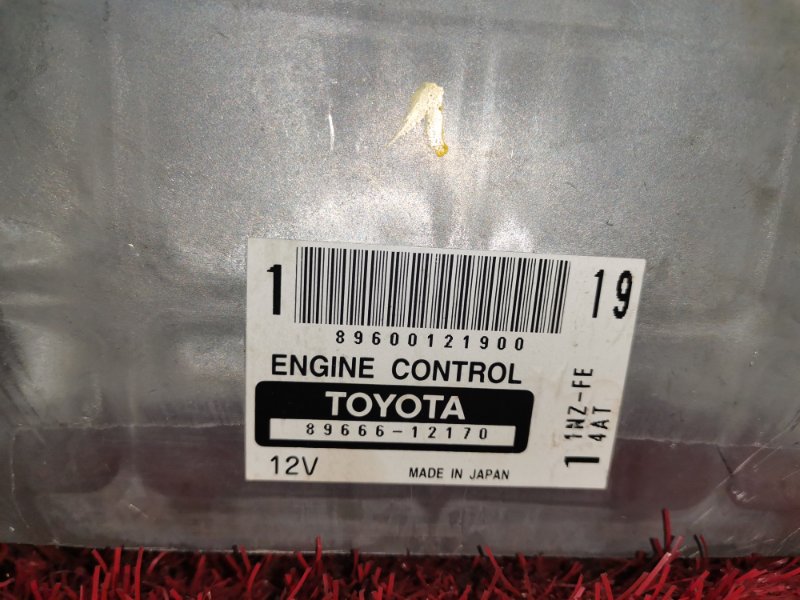 1 19
89600121900
ENGINE CONTROL
TOYOTA
89666-12170
12V MADE IN JAPAN
1 1NZ-FE
4AT